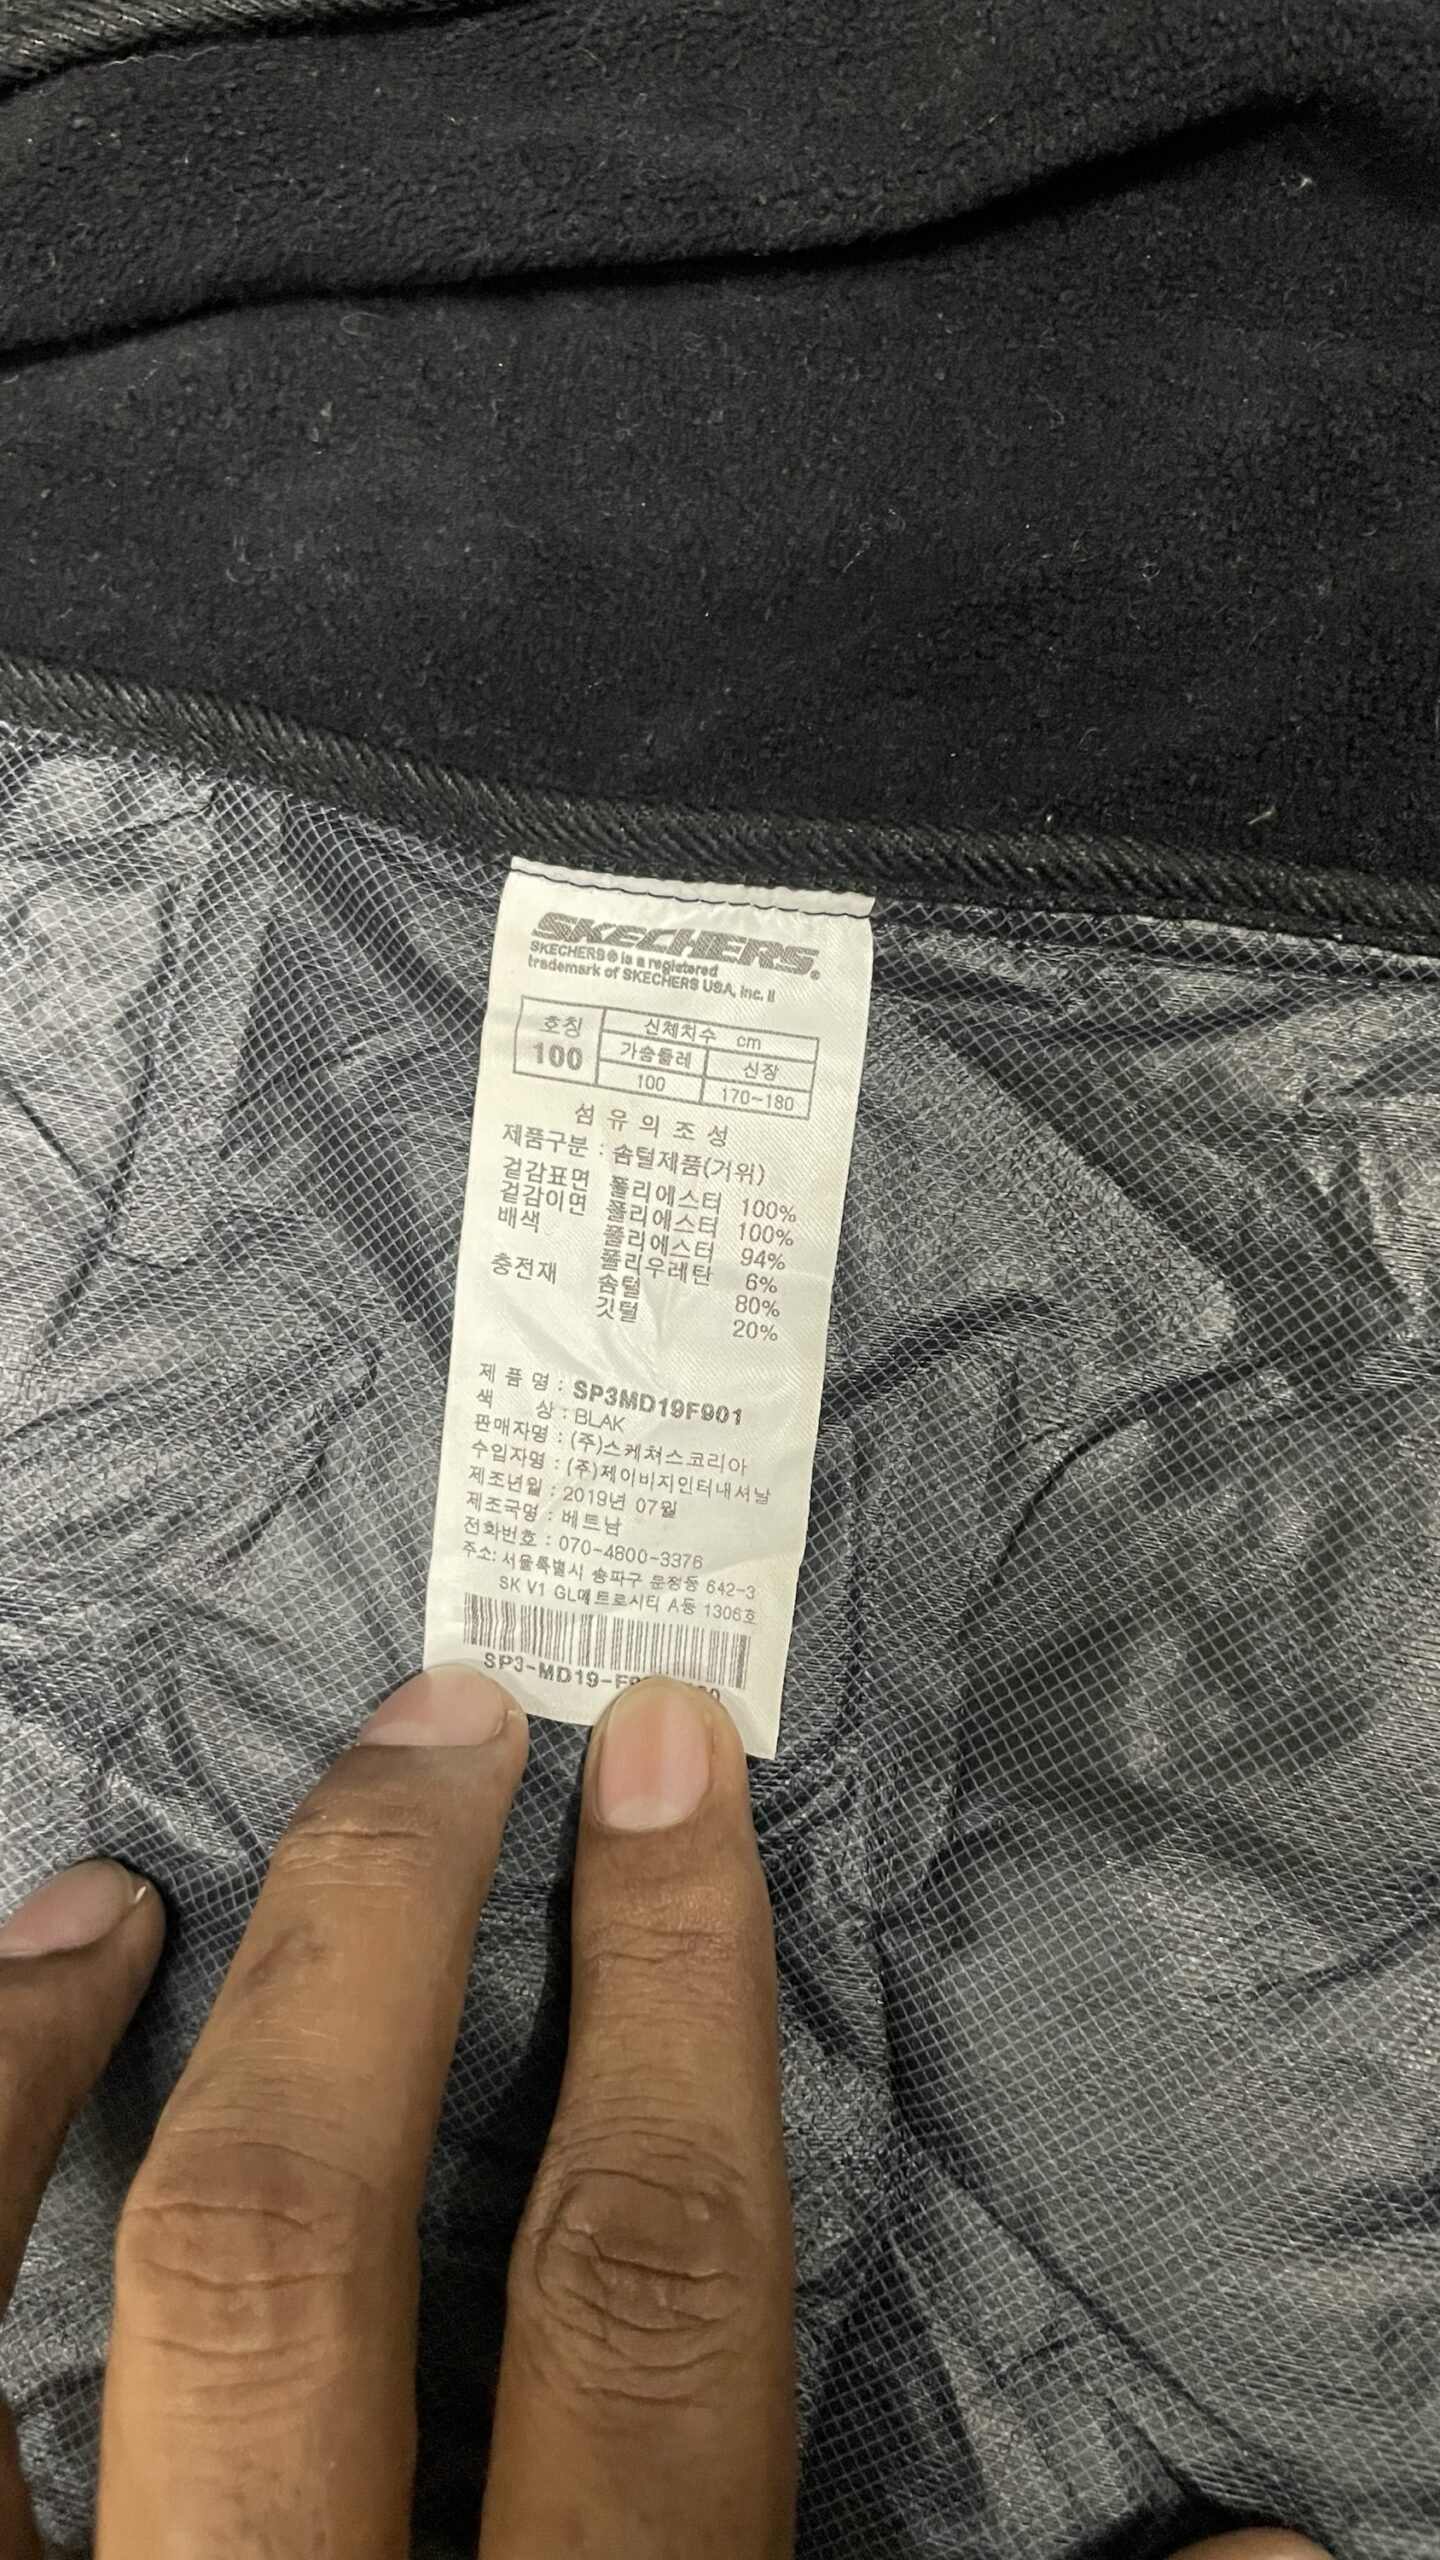 SKECHERS®
SKECHERS® is a registered
trademark of SKECHERS USA, Inc. II
호칭 신체치수 cm
100 가슴둘레 신장
100 170~180
섬유의 조성
제품구분 : 솜털제품(거위)
겉감표면 폴리에스터 100%
겉감이면 폴리에스터 100%
배색 폴리에스터 94%
폴리우레탄 6%
충전재 솜털 80%
깃털 20%
제 품 명 : SP3MD19F901
색 상 : BLAK
판매자명 : (주)스케쳐스코리아
수입자명 : (주)제이비지인터내셔날
제조년월 : 2019년 07월
제조국명 : 베트남
전화번호 : 070-4800-3376
주소: 서울특별시 송파구 문정동 642-3
SK V1 GL메트로시티 A동 1306호
SP3-MD19-F9